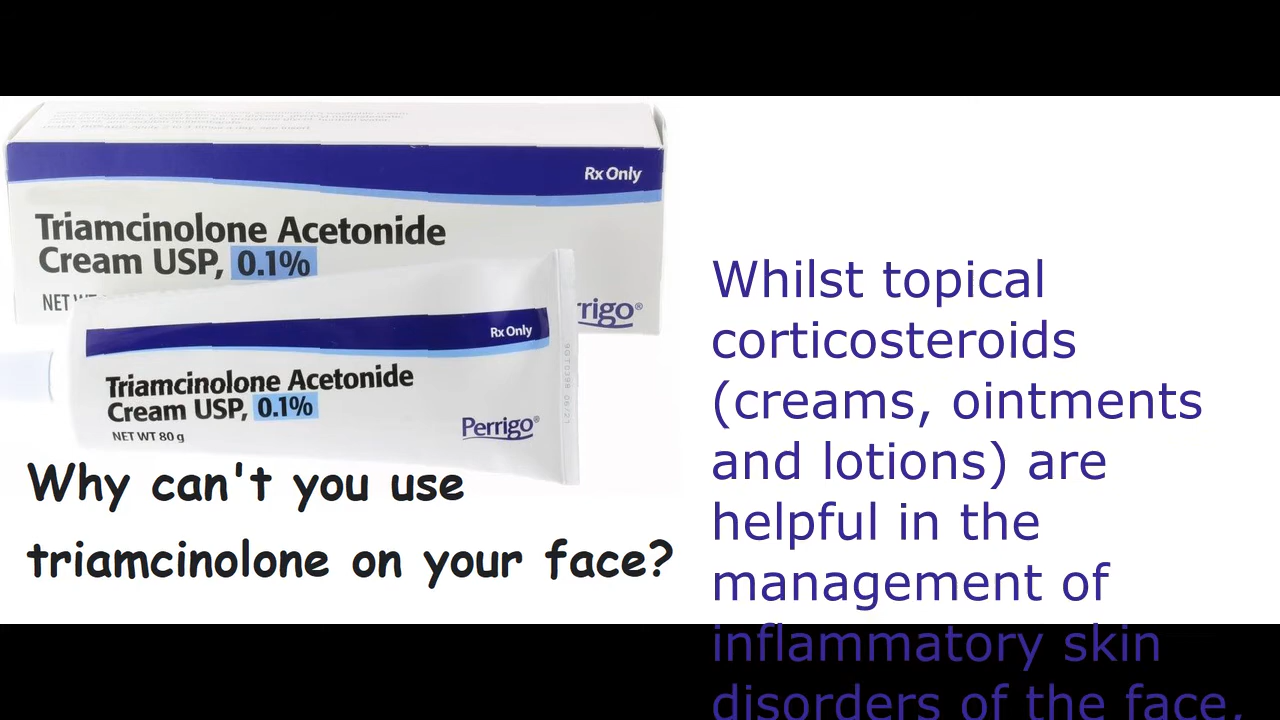 Rx Only
Triamcinolone Acetonide
Cream USP, 0.1%
NET
rrigo®
Rx Only
Triamcinolone Acetonide
Cream USP, 0.1%
NET WT 80 g
Perrigo®
Why can't you use
triamcinolone on your face?
Whilst topical
corticosteroids
(creams, ointments
and lotions) are
helpful in the
management of
inflammatory skin
disorders of the face,